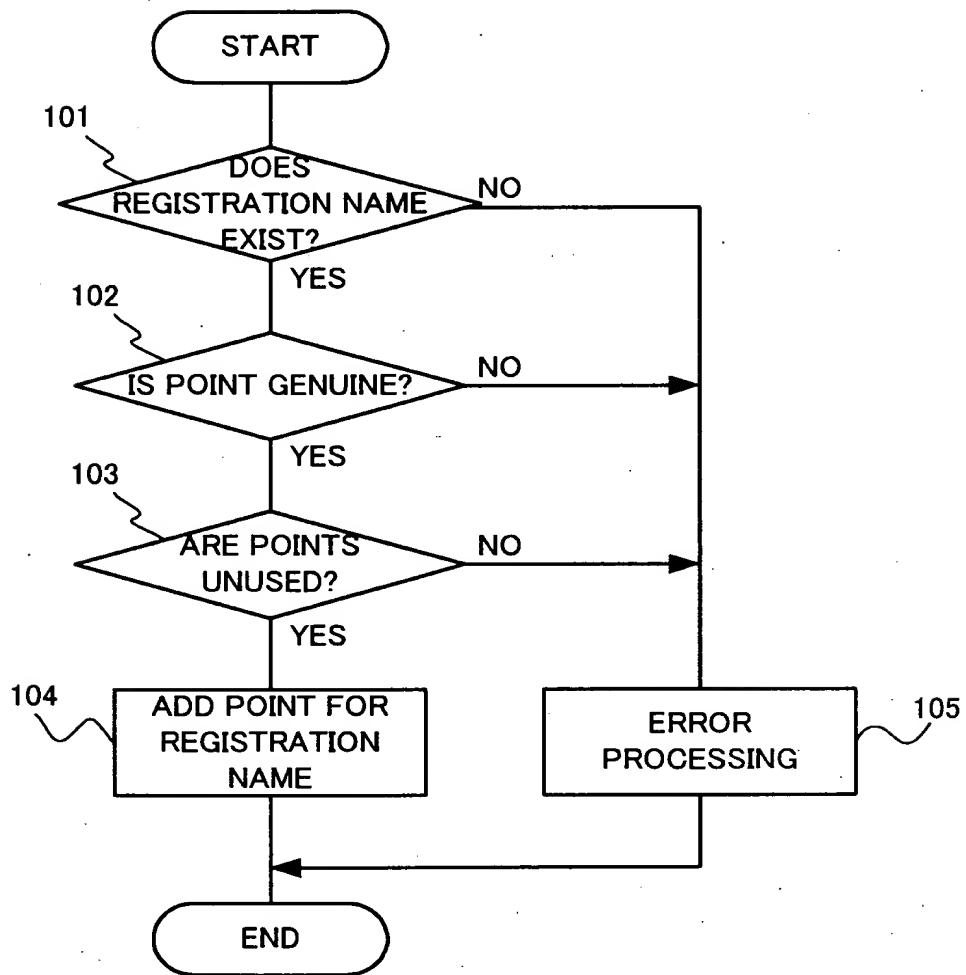 START
101
DOES
REGISTRATION NAME
EXIST?
NO
YES
102
IS POINT GENUINE?
NO
YES
103
ARE POINTS
UNUSED?
NO
YES
104
ADD POINT FOR
REGISTRATION
NAME
ERROR
PROCESSING
105
END